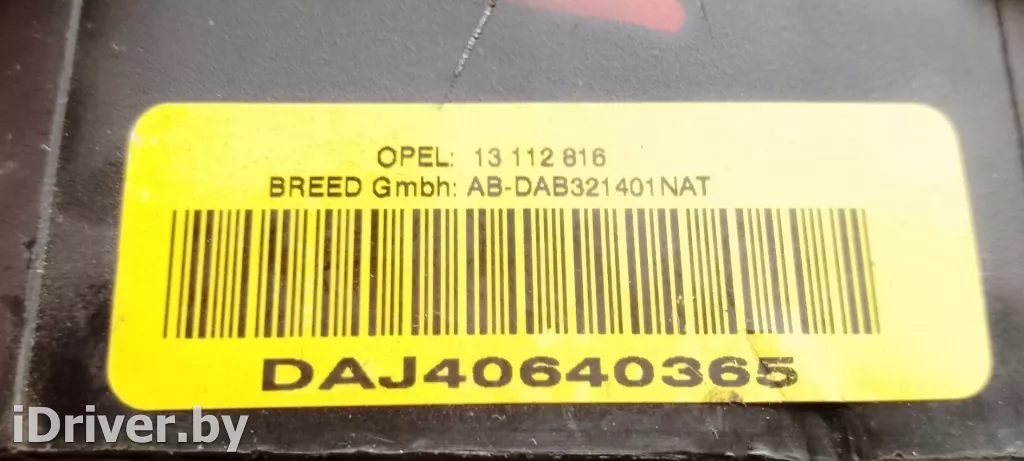 OPEL: 13 112 816
BREED Gmbh: AB-DAB321401NAT
DAJ40640365
iDriver.by